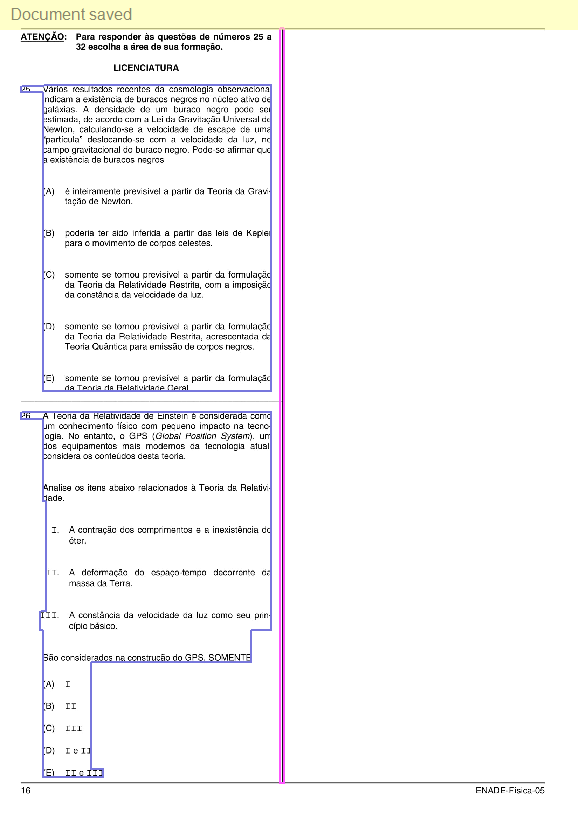 Document saved
ATENÇÃO: Para responder às questões de números 25 a
32 escolha a área de sua formação.
LICENCIATURA
25. Vários resultados recentes da cosmologia observacional
indicam a existência de buracos negros no núcleo ativo de
galáxias. A densidade de um buraco negro pode ser
estimada, de acordo com a Lei da Gravitação Universal de
Newton, calculando-se a velocidade de escape de uma
"partícula" deslocando-se com a velocidade da luz, no
campo gravitacional do buraco negro. Pode-se afirmar que
a existência de buracos negros
(A) é inteiramente previsível a partir da Teoria da Gravi-
tação de Newton.
(B) poderia ter sido inferida a partir das leis de Kepler
para o movimento de corpos celestes.
(C) somente se tornou previsível a partir da formulação
da Teoria da Relatividade Restrita, com a imposição
da constância da velocidade da luz.
(D) somente se tornou previsível a partir da formulação
da Teoria da Relatividade Restrita, acrescentada da
Teoria Quântica para emissão de corpos negros.
(E) somente se tornou previsível a partir da formulação
da Teoria da Relatividade Geral.
26. A Teoria da Relatividade de Einstein é considerada como
um conhecimento físico com pequeno impacto na tecno-
logia. No entanto, o GPS (Global Position System), um
dos equipamentos mais modernos da tecnologia atual,
considera os conteúdos desta teoria.
Analise os itens abaixo relacionados à Teoria da Relativi-
dade.
I. A contração dos comprimentos e a inexistência do
éter.
II. A deformação do espaço-tempo decorrente da
massa da Terra.
III. A constância da velocidade da luz como seu prin-
cípio básico.
São considerados na construção do GPS, SOMENTE
(A) I
(B) II
(C) III
(D) I e II
(E) II e III
16 ENADE-Física-05